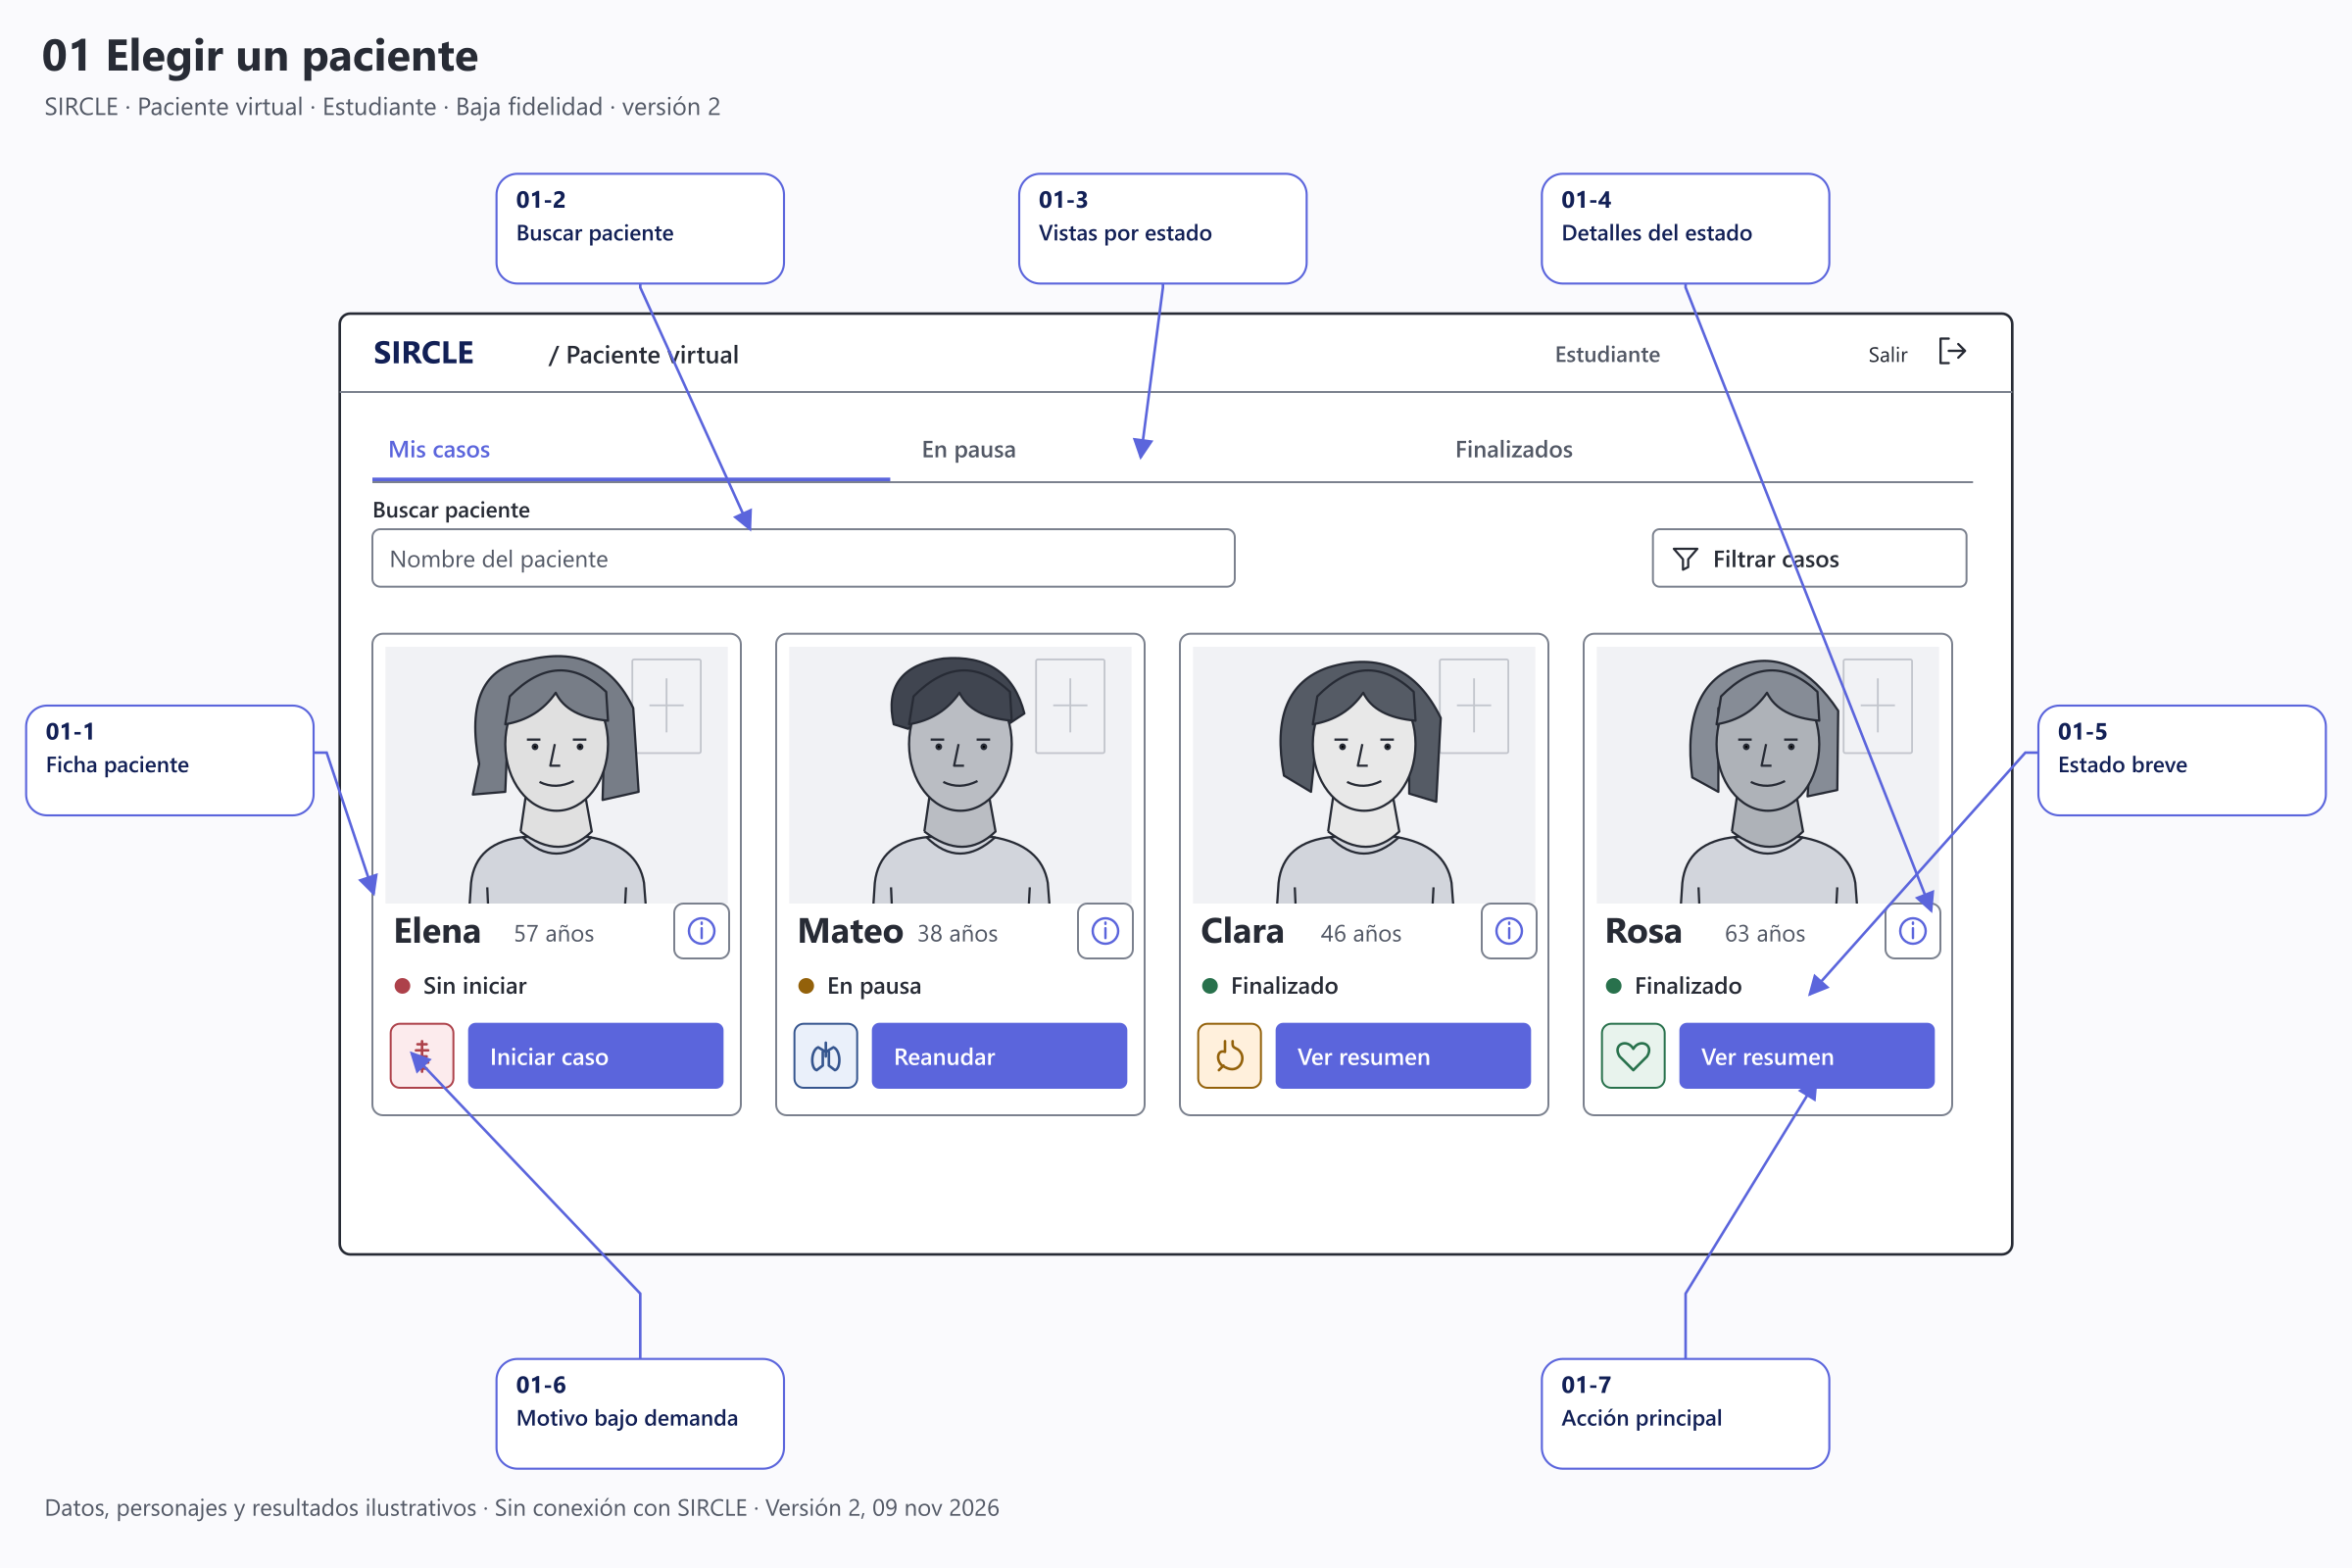 01 Elegir un paciente
SIRCLE · Paciente virtual · Estudiante · Baja fidelidad · versión 2
01-2
Buscar paciente
01-3
Vistas por estado
01-4
Detalles del estado
SIRCLE
/ Paciente virtual
Estudiante
Salir
Mis casos
En pausa
Finalizados
Buscar paciente
Nombre del paciente
Filtrar casos
01-1
Ficha paciente
01-5
Estado breve
Elena 57 años
Sin iniciar
Iniciar caso
Mateo 38 años
En pausa
Reanudar
Clara 46 años
Finalizado
Ver resumen
Rosa 63 años
Finalizado
Ver resumen
01-6
Motivo bajo demanda
01-7
Acción principal
Datos, personajes y resultados ilustrativos · Sin conexión con SIRCLE · Versión 2, 09 nov 2026